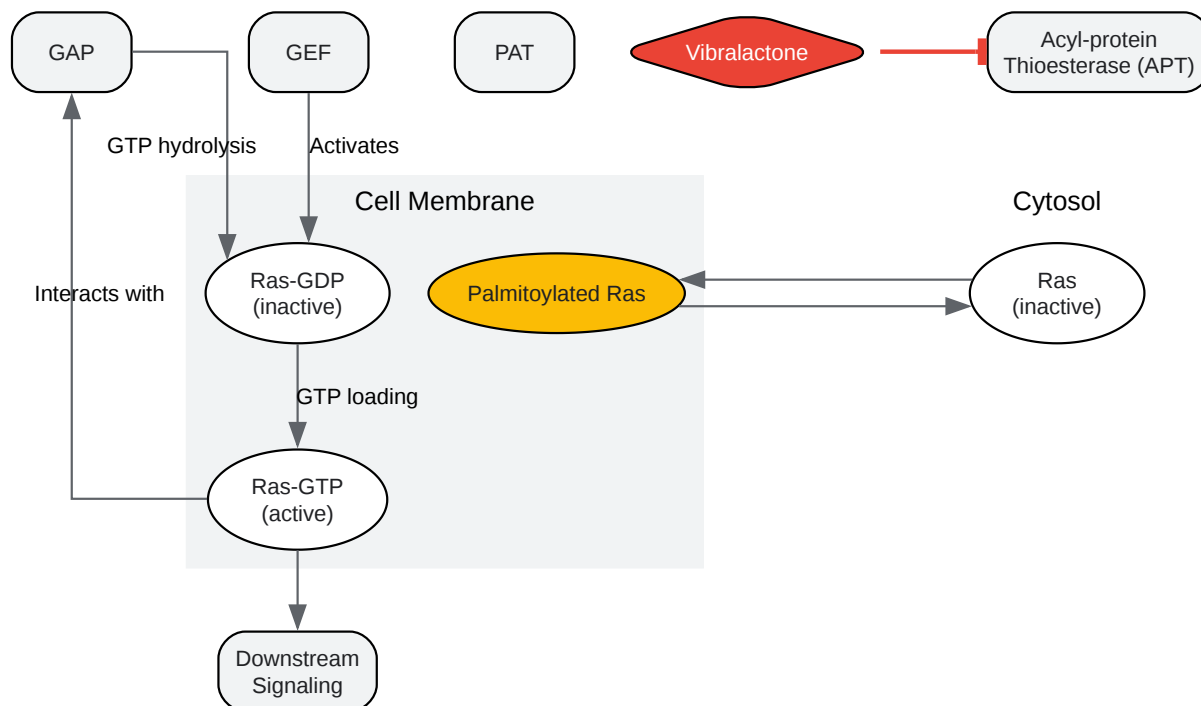 GAP
GEF
PAT
Vibralactone
Acyl-protein
Thioesterase (APT)
GTP hydrolysis
Activates
Cell Membrane
Cytosol
Ras-GDP
(inactive)
Palmitoylated Ras
Ras
(inactive)
Interacts with
GTP loading
Ras-GTP
(active)
Downstream
Signaling